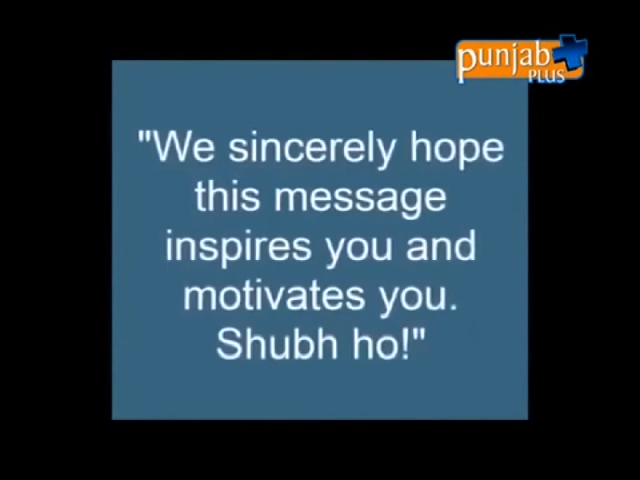 punjab
PLUS
"We sincerely hope
this message
inspires you and
motivates you.
Shubh ho!"